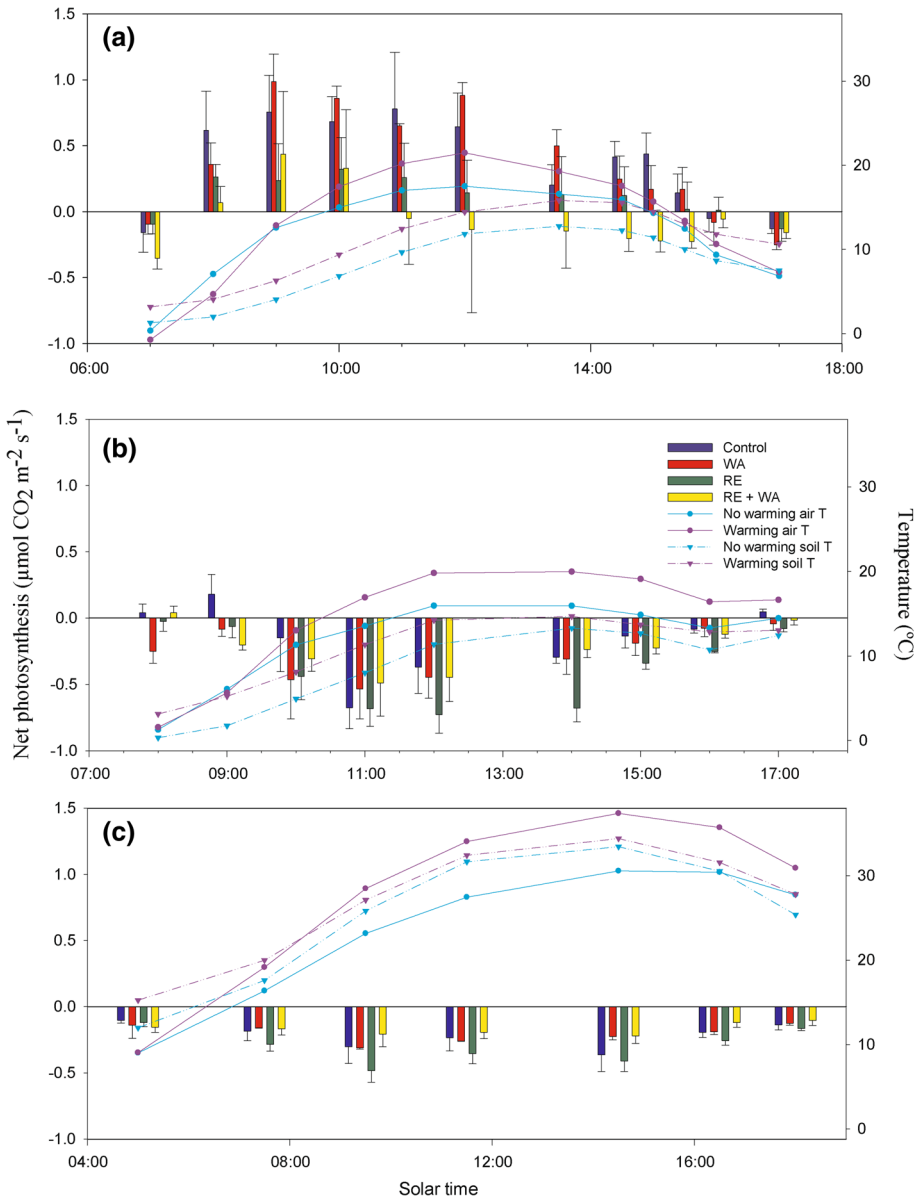 (a)
1.5
1.0
0.5
0.0
-0.5
-1.0
30
20
10
0
06:00 10:00 14:00 18:00
(b)
1.5
1.0
0.5
0.0
-0.5
-1.0
Control
WA
RE
RE + WA
No warming air T
Warming air T
No warming soil T
Warming soil T
30
20
10
0
07:00 09:00 11:00 13:00 15:00 17:00
Net photosynthesis (µmol CO2 m-2 s-1)
Temperature (°C)
(c)
1.5
1.0
0.5
0.0
-0.5
-1.0
30
20
10
0
04:00 08:00 12:00 16:00
Solar time